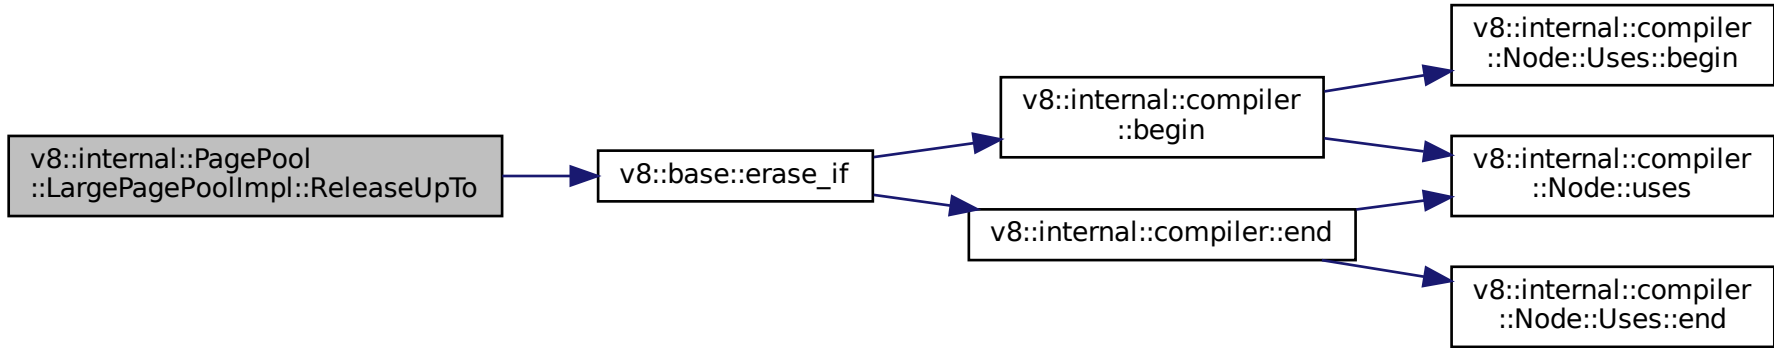 v8::internal::PagePool
::LargePagePoolImpl::ReleaseUpTo
v8::base::erase_if
v8::internal::compiler
::begin
v8::internal::compiler::end
v8::internal::compiler
::Node::Uses::begin
v8::internal::compiler
::Node::uses
v8::internal::compiler
::Node::Uses::end